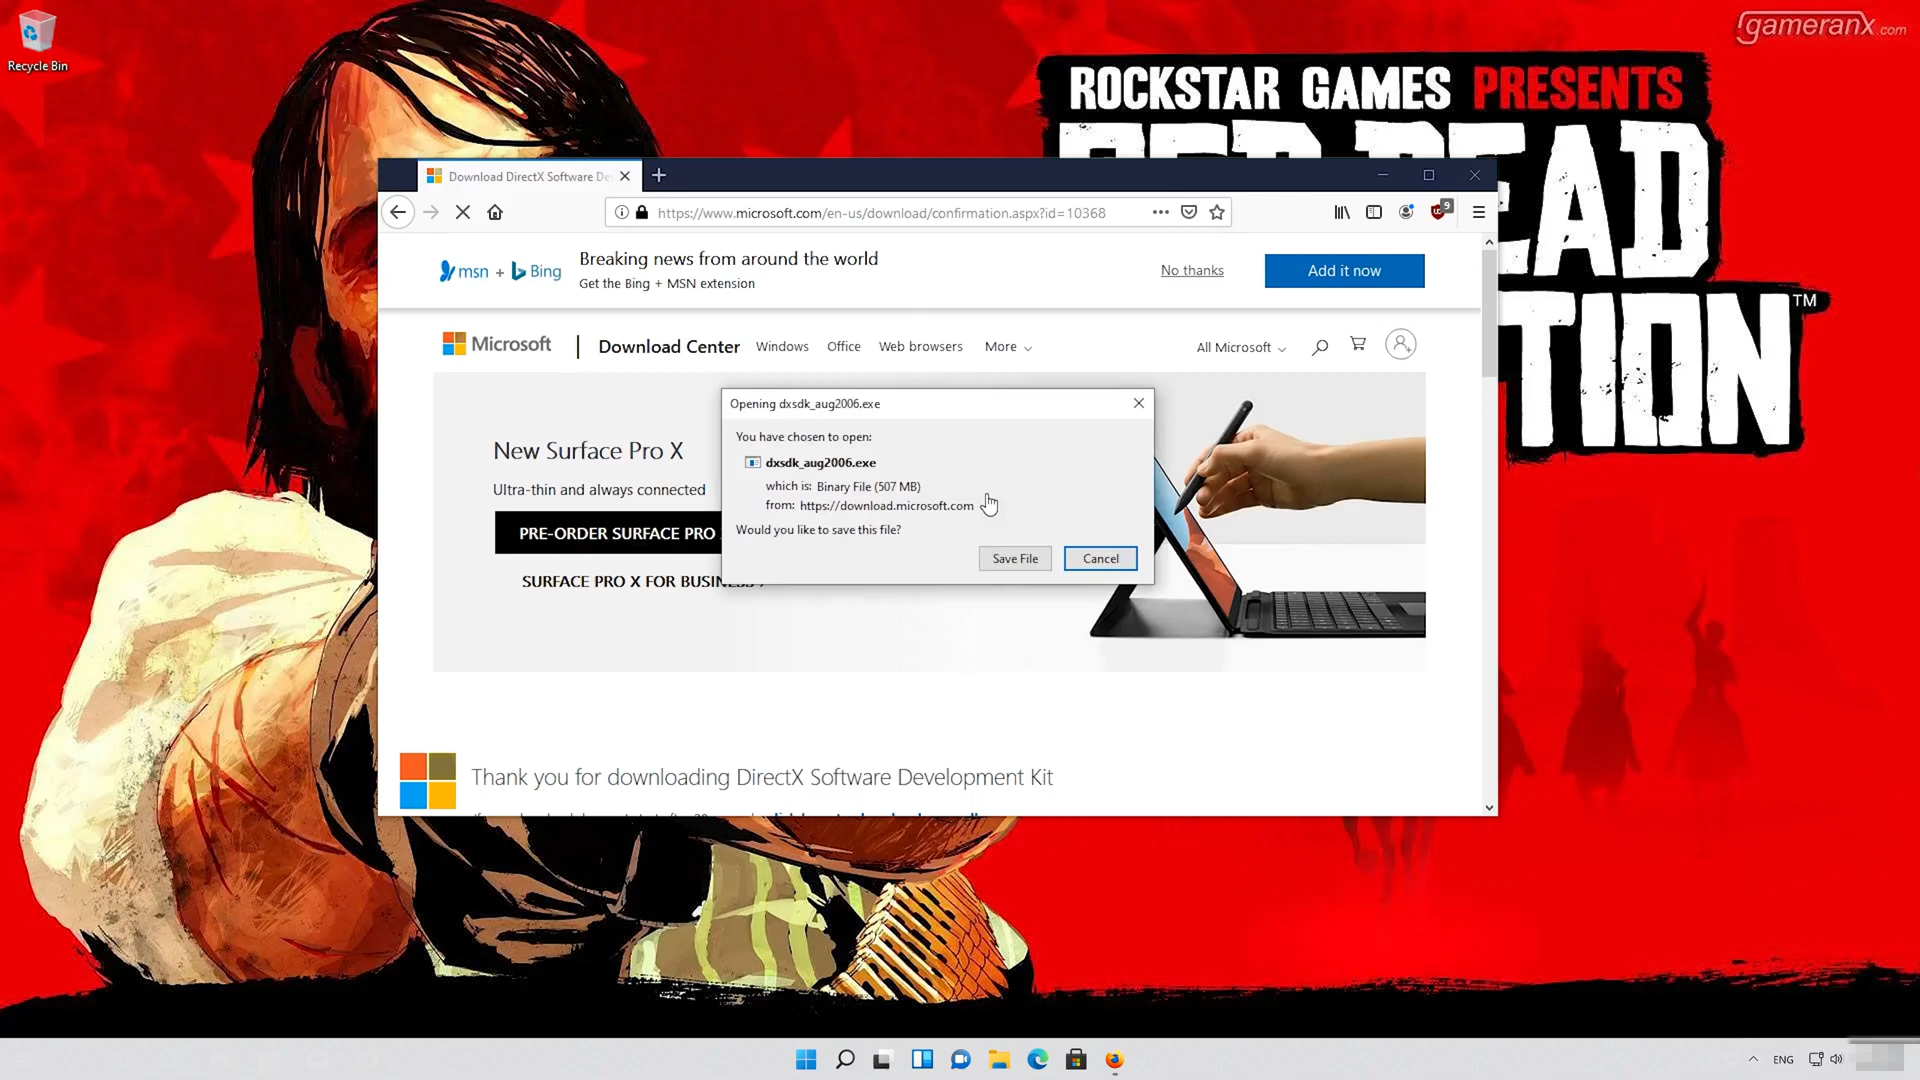 Recycle Bin
gameranx.com
ROCKSTAR GAMES PRESENTS
Download DirectX Software De
https://www.microsoft.com/en-us/download/confirmation.aspx?id=10368
9
msn + Bing
Breaking news from around the world
Get the Bing + MSN extension
No thanks
Add it now
Microsoft
Download Center
Windows
Office
Web browsers
More
All Microsoft
EAD
TION
TM
Opening dxsdk_aug2006.exe
You have chosen to open:
dxsdk_aug2006.exe
which is: Binary File (507 MB)
from: https://download.microsoft.com
Would you like to save this file?
Save File
Cancel
New Surface Pro X
Ultra-thin and always connected
PRE-ORDER SURFACE PRO
SURFACE PRO X FOR BUSINESS
Thank you for downloading DirectX Software Development Kit
ENG